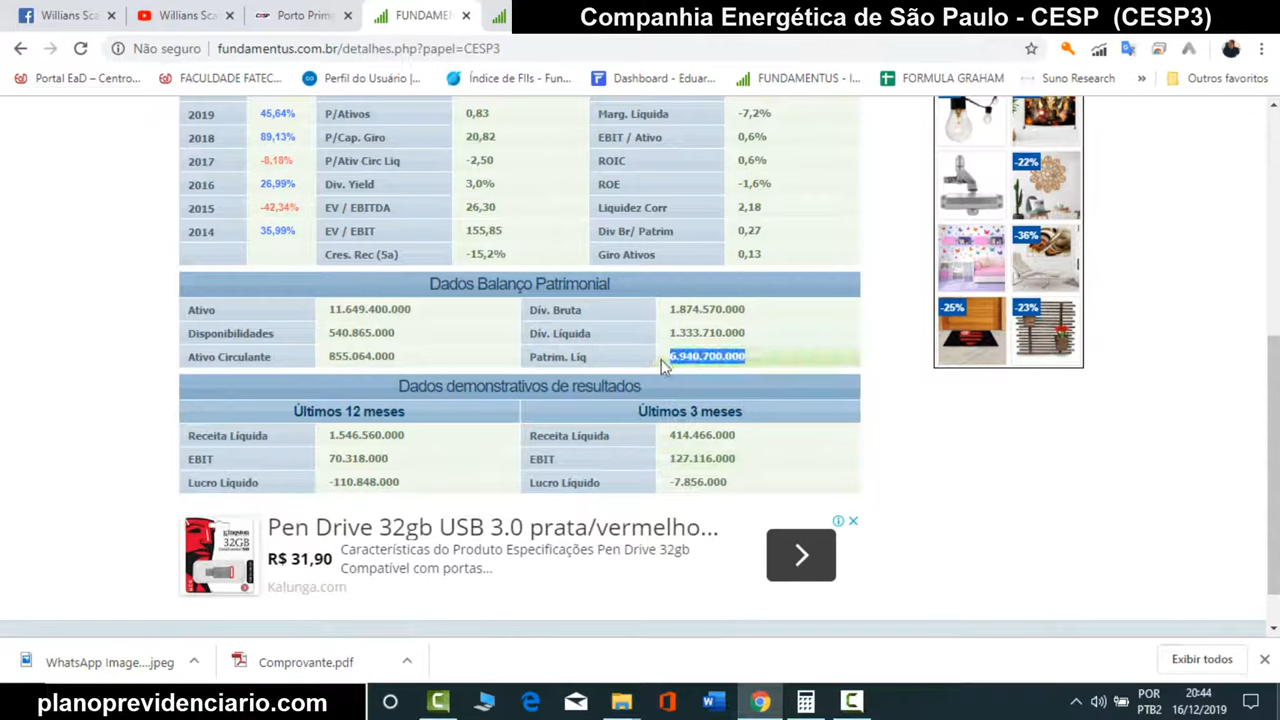 Companhia Energética de São Paulo - CESP (CESP3)
Willians Sca
Willians Sca
Porto Prim
FUNDAMEN
Não seguro
fundamentus.com.br/detalhes.php?papel=CESP3
Portal EaD – Centro...
FACULDADE FATEC...
Perfil do Usuário |...
Índice de FIIs - Fun...
Dashboard - Eduar...
FUNDAMENTUS - I...
FORMULA GRAHAM
Suno Research
»
Outros favoritos
2019 45,64% P/Ativos 0,83 Marg. Líquida -7,2%
2018 89,13% P/Cap. Giro 20,82 EBIT / Ativo 0,6%
2017 -8,18% P/Ativ Circ Liq -2,50 ROIC 0,6%
2016 26,99% Div. Yield 3,0% ROE -1,6%
2015 -42,34% EV / EBITDA 26,30 Liquidez Corr 2,18
2014 35,99% EV / EBIT 155,85 Div Br/ Patrim 0,27
Cres. Rec (5a) -15,2% Giro Ativos 0,13
-22%
-36%
-25%
-23%
Dados Balanço Patrimonial
Ativo 11.649.400.000 Dív. Bruta 1.874.570.000
Disponibilidades 540.865.000 Dív. Líquida 1.333.710.000
Ativo Circulante 855.064.000 Patrim. Líq 6.940.700.000
Dados demonstrativos de resultados
Últimos 12 meses Últimos 3 meses
Receita Líquida 1.546.560.000 Receita Líquida 414.466.000
EBIT 70.318.000 EBIT 127.116.000
Lucro Líquido -110.848.000 Lucro Líquido -7.856.000
Pen Drive 32gb USB 3.0 prata/vermelho...
R$ 31,90 Características do Produto Especificações Pen Drive 32gb
Compatível com portas...
Kalunga.com
Kingston
32GB
WhatsApp Image....jpeg
Comprovante.pdf
Exibir todos
planoprevidenciario.com
POR
PTB2
20:44
16/12/2019